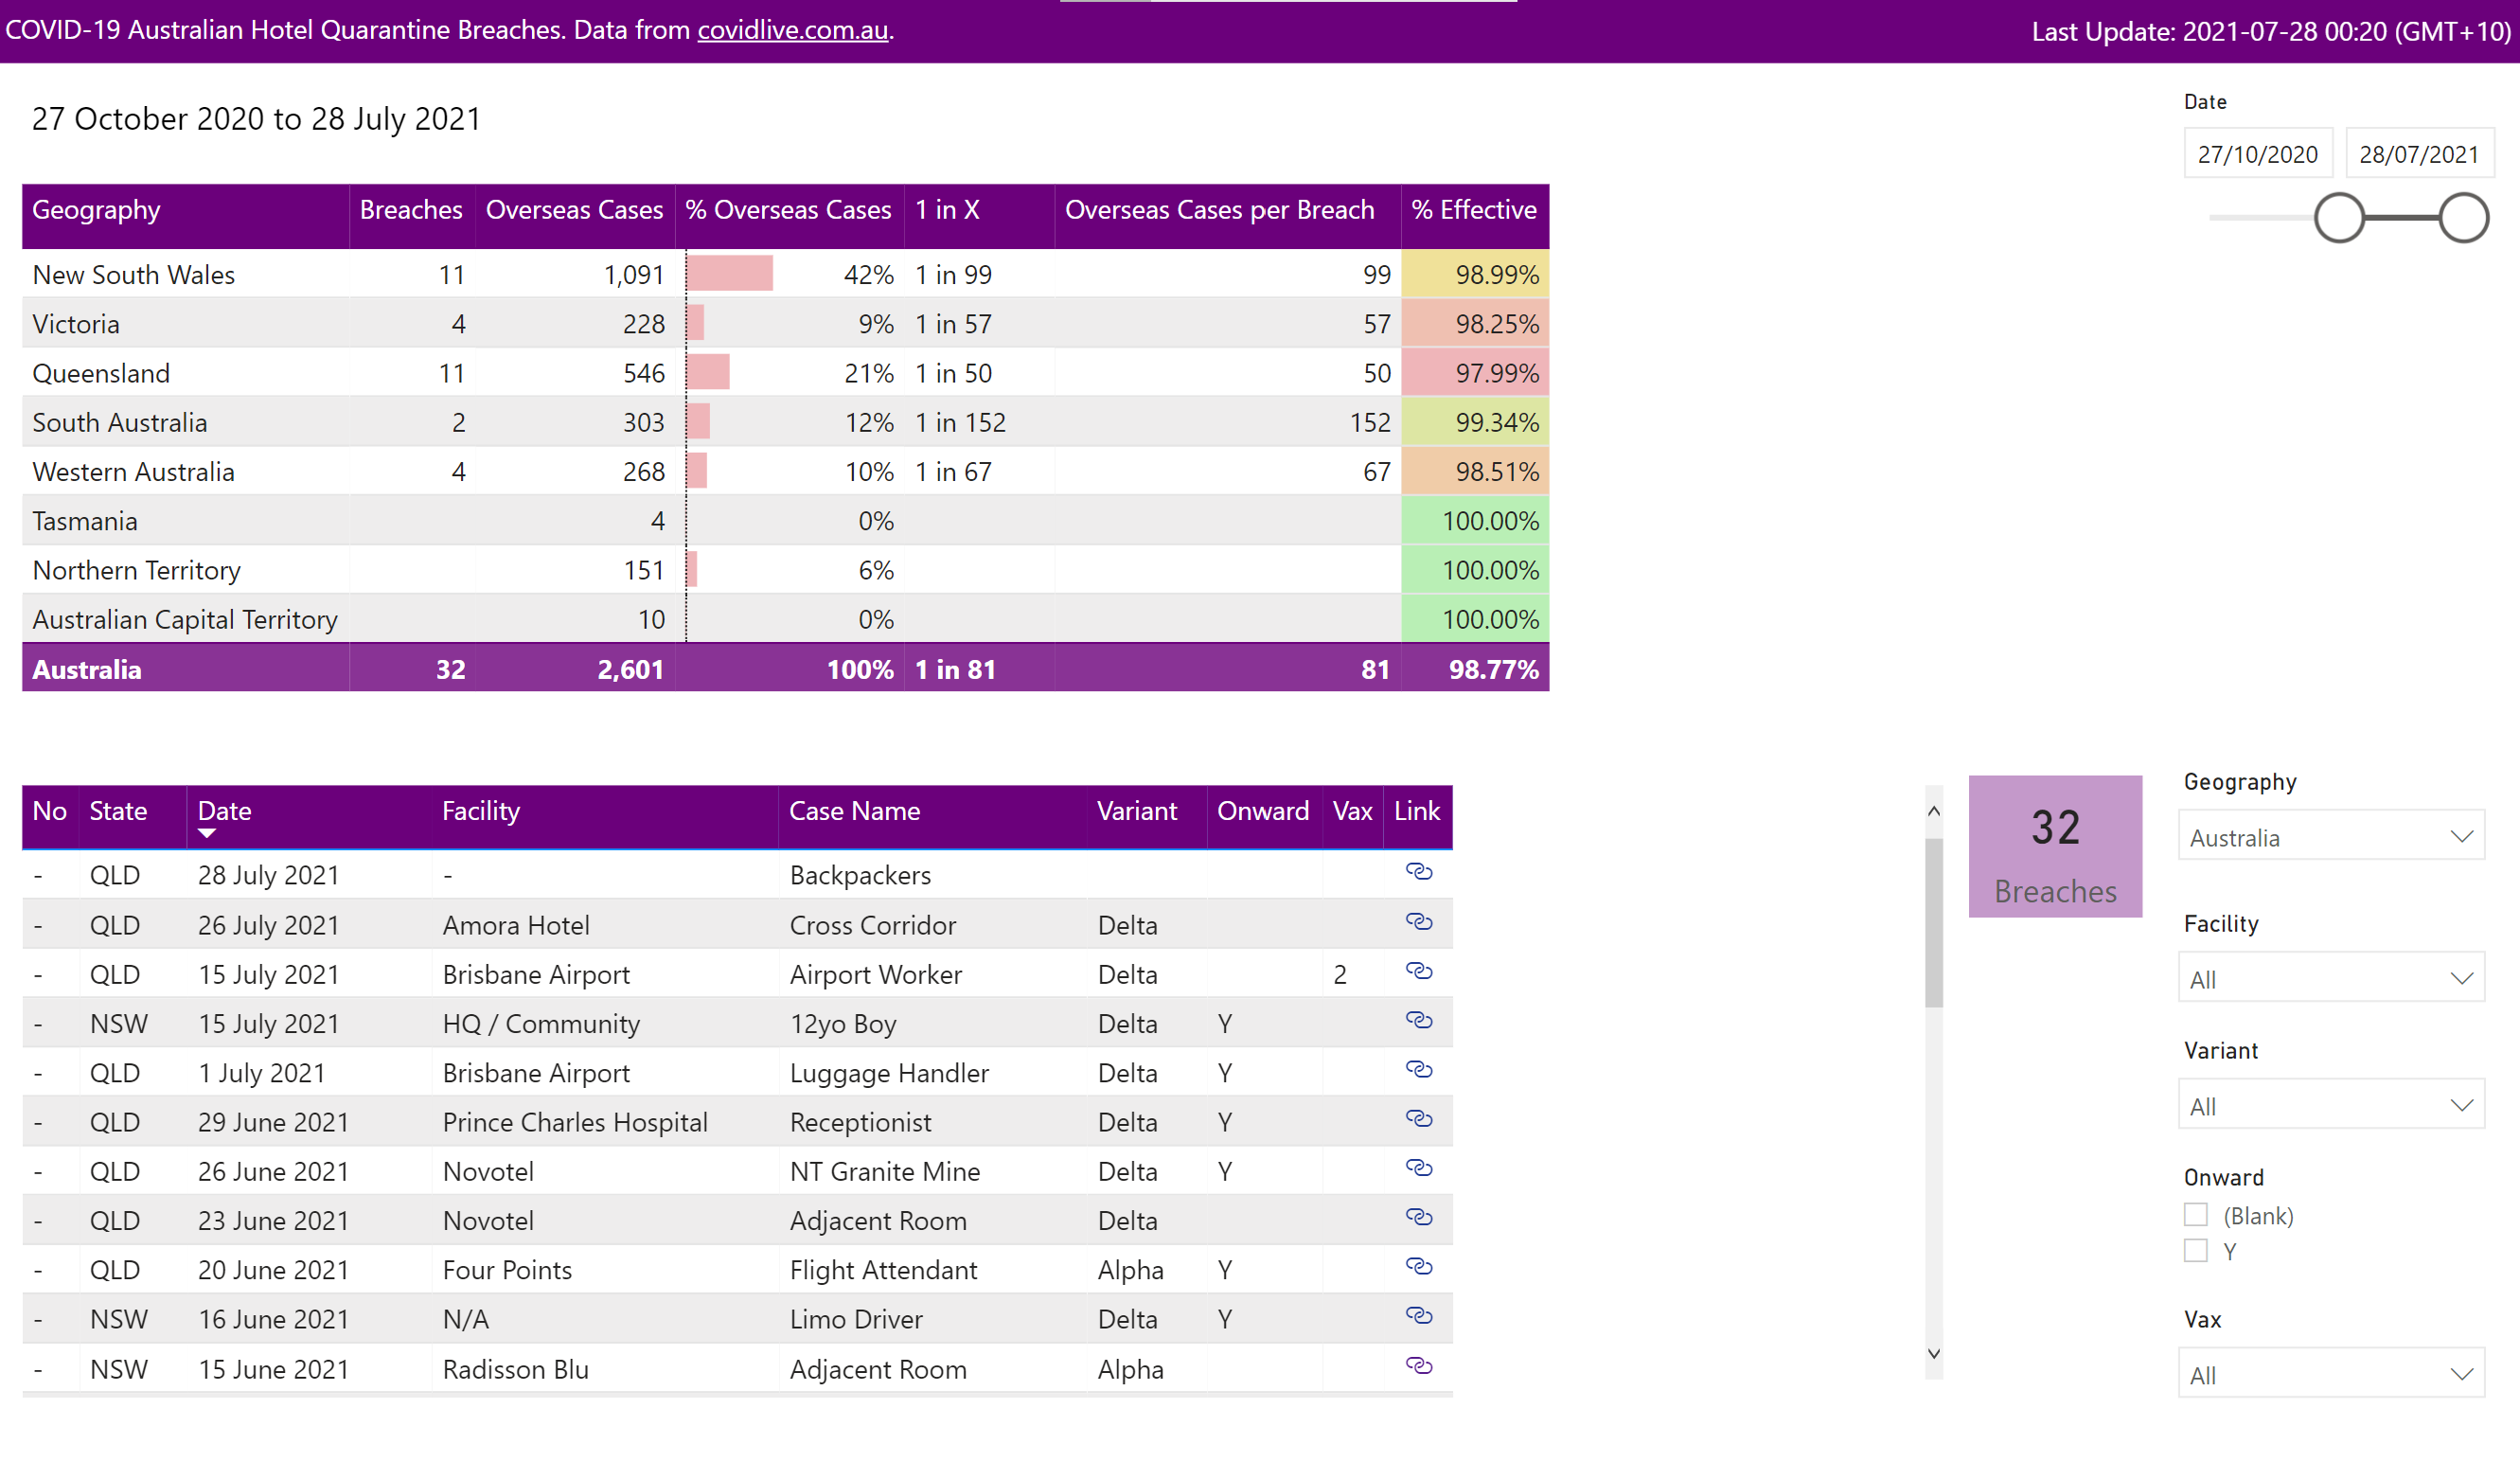 COVID-19 Australian Hotel Quarantine Breaches. Data from covidlive.com.au.
Last Update: 2021-07-28 00:20 (GMT+10)
27 October 2020 to 28 July 2021
Date
27/10/2020 28/07/2021
Geography Breaches Overseas Cases % Overseas Cases 1 in X Overseas Cases per Breach % Effective
New South Wales 11 1,091 42% 1 in 99 99 98.99%
Victoria 4 228 9% 1 in 57 57 98.25%
Queensland 11 546 21% 1 in 50 50 97.99%
South Australia 2 303 12% 1 in 152 152 99.34%
Western Australia 4 268 10% 1 in 67 67 98.51%
Tasmania 4 0% 100.00%
Northern Territory 151 6% 100.00%
Australian Capital Territory 10 0% 100.00%
Australia 32 2,601 100% 1 in 81 81 98.77%
No State Date Facility Case Name Variant Onward Vax Link
- QLD 28 July 2021 - Backpackers
- QLD 26 July 2021 Amora Hotel Cross Corridor Delta
- QLD 15 July 2021 Brisbane Airport Airport Worker Delta 2
- NSW 15 July 2021 HQ / Community 12yo Boy Delta Y
- QLD 1 July 2021 Brisbane Airport Luggage Handler Delta Y
- QLD 29 June 2021 Prince Charles Hospital Receptionist Delta Y
- QLD 26 June 2021 Novotel NT Granite Mine Delta Y
- QLD 23 June 2021 Novotel Adjacent Room Delta
- QLD 20 June 2021 Four Points Flight Attendant Alpha Y
- NSW 16 June 2021 N/A Limo Driver Delta Y
- NSW 15 June 2021 Radisson Blu Adjacent Room Alpha
32
Breaches
Geography
Australia
Facility
All
Variant
All
Onward
(Blank)
Y
Vax
All